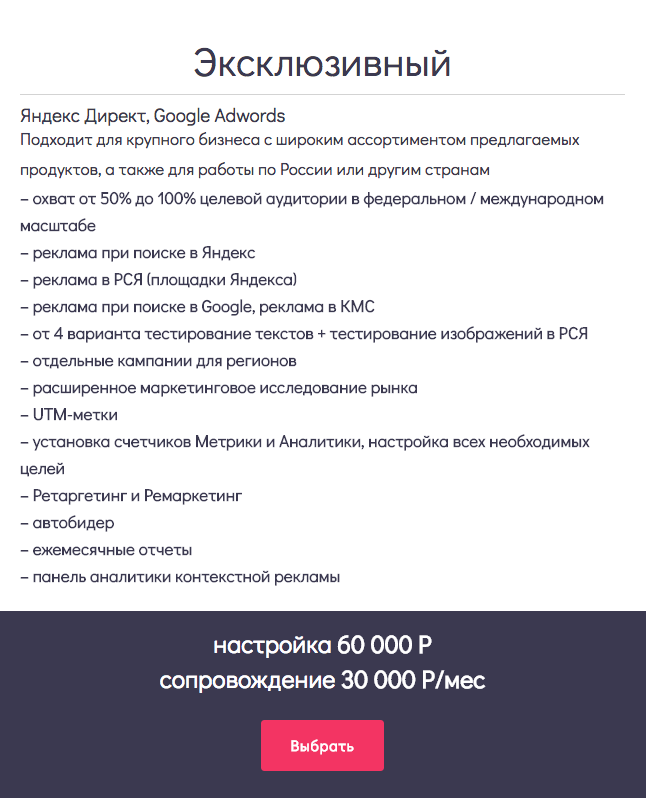 Эксклюзивный
Яндекс Директ, Google Adwords
Подходит для крупного бизнеса с широким ассортиментом предлагаемых
продуктов, а также для работы по России или другим странам
– охват от 50% до 100% целевой аудитории в федеральном / международном
масштабе
– реклама при поиске в Яндекс
– реклама в РСЯ (площадки Яндекса)
– реклама при поиске в Google, реклама в КМС
– от 4 варианта тестирование текстов + тестирование изображений в РСЯ
– отдельные кампании для регионов
– расширенное маркетинговое исследование рынка
– UTM-метки
– установка счетчиков Метрики и Аналитики, настройка всех необходимых
целей
– Ретаргетинг и Ремаркетинг
– автобидер
– ежемесячные отчеты
– панель аналитики контекстной рекламы
настройка 60 000 Р
сопровождение 30 000 Р/мес
Выбрать